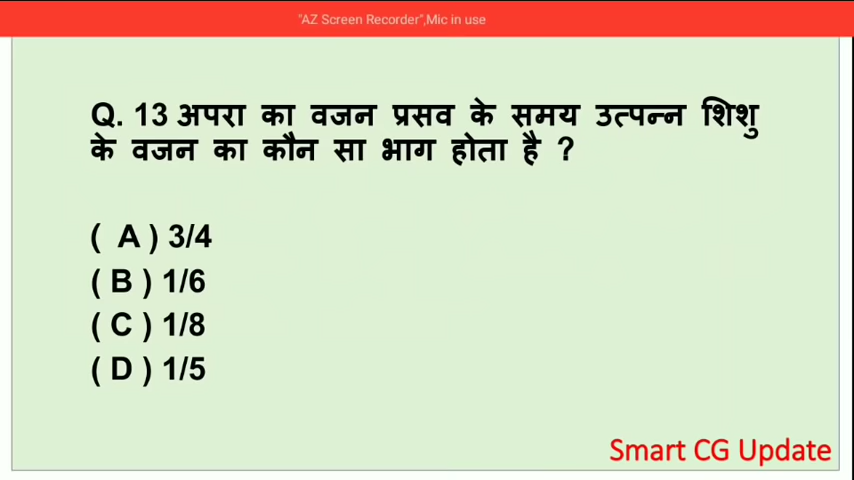 "AZ Screen Recorder",Mic in use
Q. 13 अपरा का वजन प्रसव के समय उत्पन्न शिशु
के वजन का कौन सा भाग होता है ?
( A ) 3/4
( B ) 1/6
( C ) 1/8
( D ) 1/5
Smart CG Update